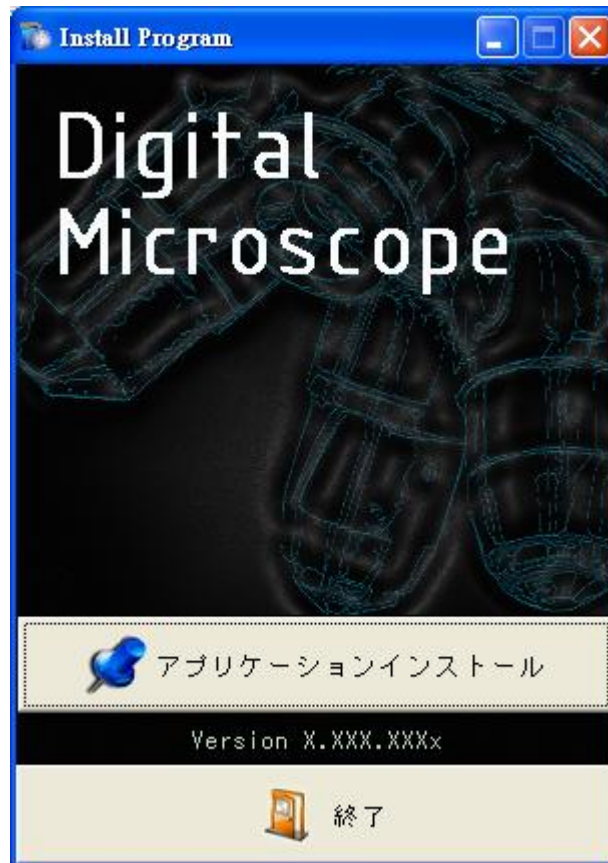 Install Program
Digital
Microscope
アプリケーションインストール
Version X.XXX.XXXx
終了